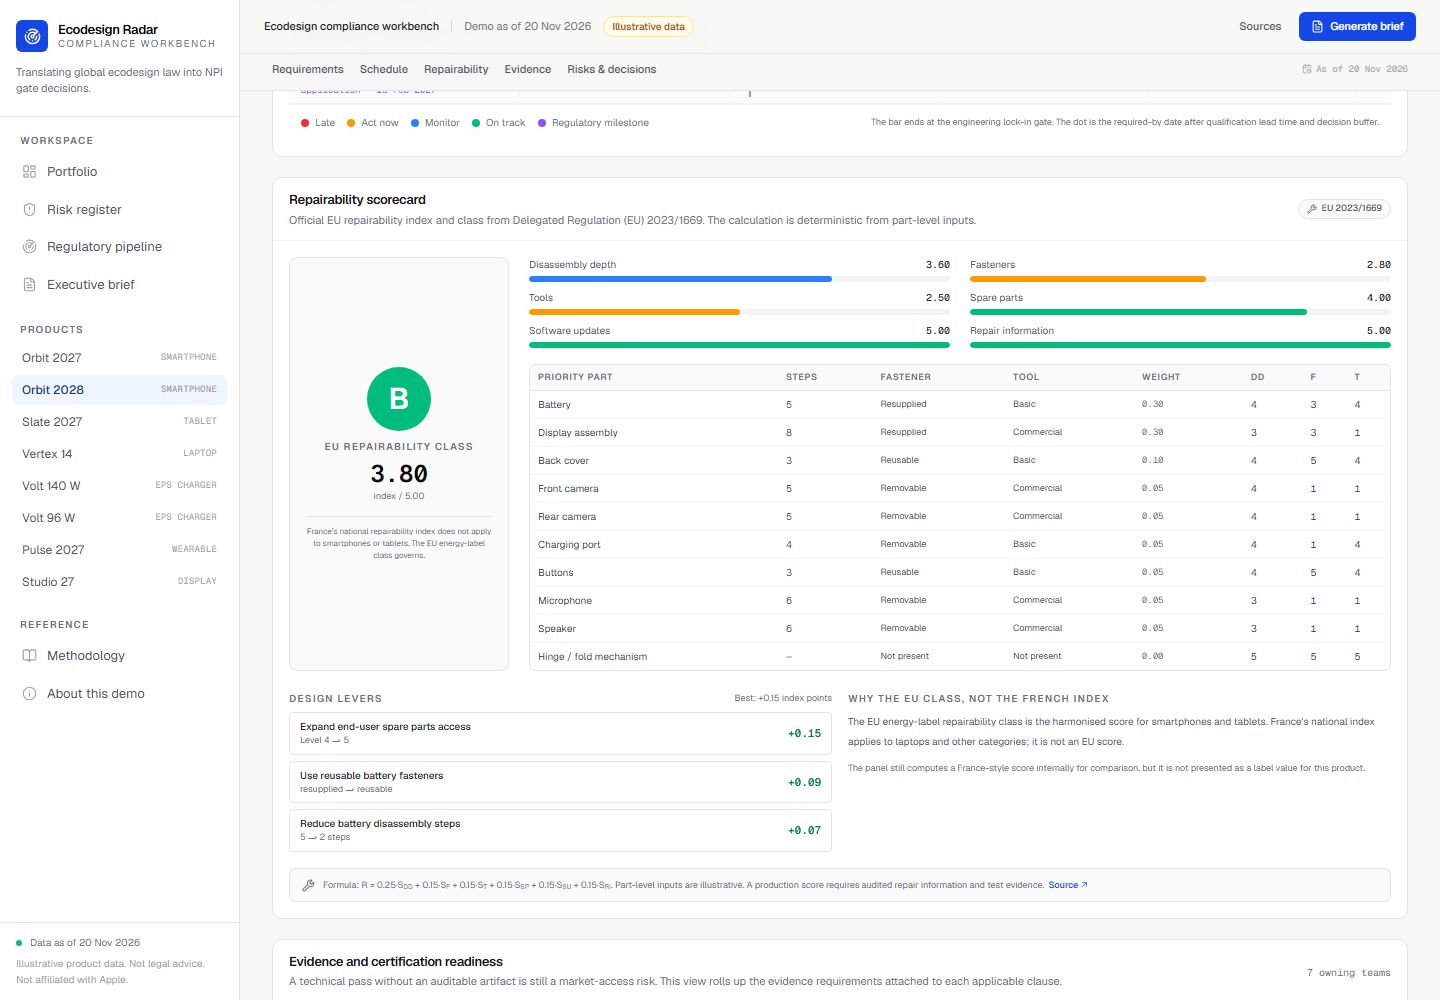 Ecodesign Radar
COMPLIANCE WORKBENCH
Translating global ecodesign law into NPI
gate decisions.
WORKSPACE
Portfolio
Risk register
Regulatory pipeline
Executive brief
PRODUCTS
Orbit 2027 SMARTPHONE
Orbit 2028 SMARTPHONE
Slate 2027 TABLET
Vertex 14 LAPTOP
Volt 140 W EPS CHARGER
Volt 96 W EPS CHARGER
Pulse 2027 WEARABLE
Studio 27 DISPLAY
REFERENCE
Methodology
About this demo
Data as of 20 Nov 2026
Illustrative product data. Not legal advice.
Not affiliated with Apple.
Ecodesign compliance workbench Demo as of 20 Nov 2026 Illustrative data Sources Generate brief
Requirements Schedule Repairability Evidence Risks & decisions As of 20 Nov 2026
Late Act now Monitor On track Regulatory milestone The bar ends at the engineering lock-in gate. The dot is the required-by date after qualification lead time and decision buffer.
Repairability scorecard
Official EU repairability index and class from Delegated Regulation (EU) 2023/1669. The calculation is deterministic from part-level inputs.
EU 2023/1669
B
EU REPAIRABILITY CLASS
3.80
index / 5.00
France's national repairability index does not apply
to smartphones or tablets. The EU energy-label
class governs.
Disassembly depth 3.60 Fasteners 2.80
Tools 2.50 Spare parts 4.00
Software updates 5.00 Repair information 5.00
PRIORITY PART STEPS FASTENER TOOL WEIGHT DD F T
Battery 5 Resupplied Basic 0.30 4 3 4
Display assembly 8 Resupplied Commercial 0.30 3 3 1
Back cover 3 Reusable Basic 0.10 4 5 4
Front camera 5 Removable Commercial 0.05 4 1 1
Rear camera 5 Removable Commercial 0.05 4 1 1
Charging port 4 Removable Basic 0.05 4 1 4
Buttons 3 Reusable Basic 0.05 4 5 4
Microphone 6 Removable Commercial 0.05 3 1 1
Speaker 6 Removable Commercial 0.05 3 1 1
Hinge / fold mechanism – Not present Not present 0.00 5 5 5
DESIGN LEVERS Best: +0.15 index points
Expand end-user spare parts access
Level 4 → 5
+0.15
Use reusable battery fasteners
resupplied → reusable
+0.09
Reduce battery disassembly steps
5 → 2 steps
+0.07
WHY THE EU CLASS, NOT THE FRENCH INDEX
The EU energy-label repairability class is the harmonised score for smartphones and tablets. France's national index
applies to laptops and other categories; it is not an EU score.
The panel still computes a France-style score internally for comparison, but it is not presented as a label value for this product.
Formula: R = 0.25·SDD + 0.15·SF + 0.15·ST + 0.15·SSP + 0.15·SSU + 0.15·SRI. Part-level inputs are illustrative. A production score requires audited repair information and test evidence. Source ↗
Evidence and certification readiness
A technical pass without an auditable artifact is still a market-access risk. This view rolls up the evidence requirements attached to each applicable clause.
7 owning teams